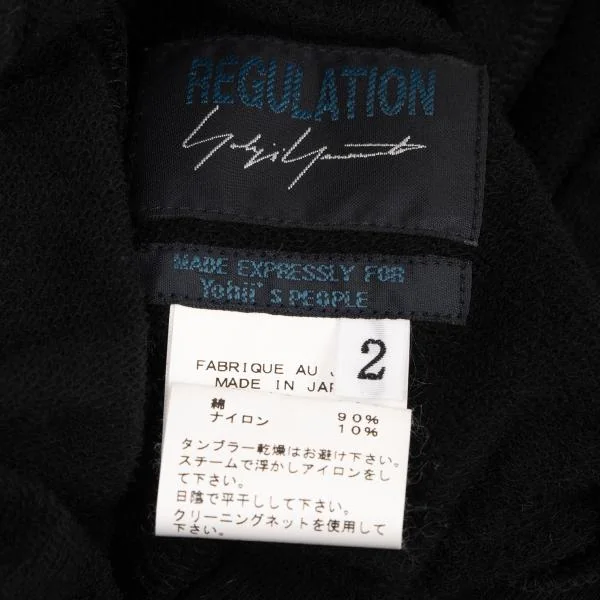 REGULATION
Yohji Yamamoto
MADE EXPRESSLY FOR
Yohji's PEOPLE
2
FABRIQUE AU J
MADE IN JAP
綿 90%
ナイロン 10%
タンブラー乾燥はお避け下さい。
スチームで浮かしアイロンをし
て下さい。
日陰で平干しして下さい。
クリーニングネットを使用して
下さい。